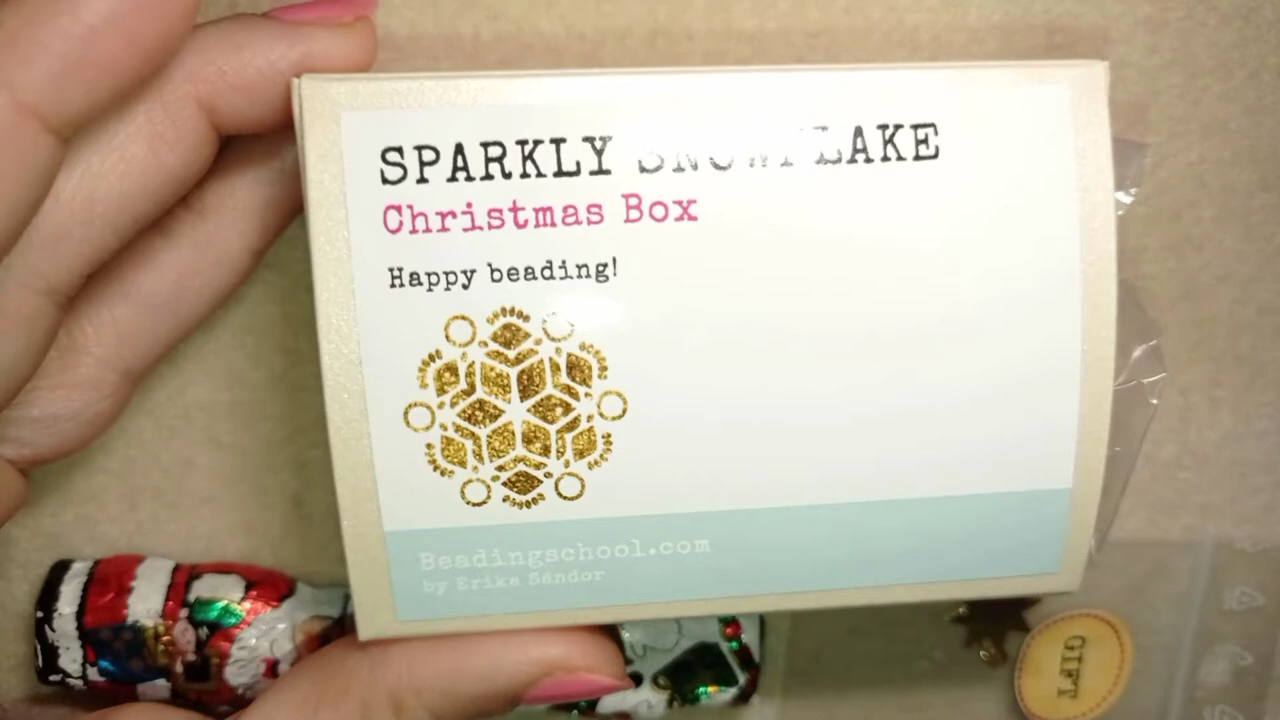 SPARKLY SNOWFLAKE
Christmas Box
Happy beading!
Beadingschool.com
by Erika Sándor
GIFT